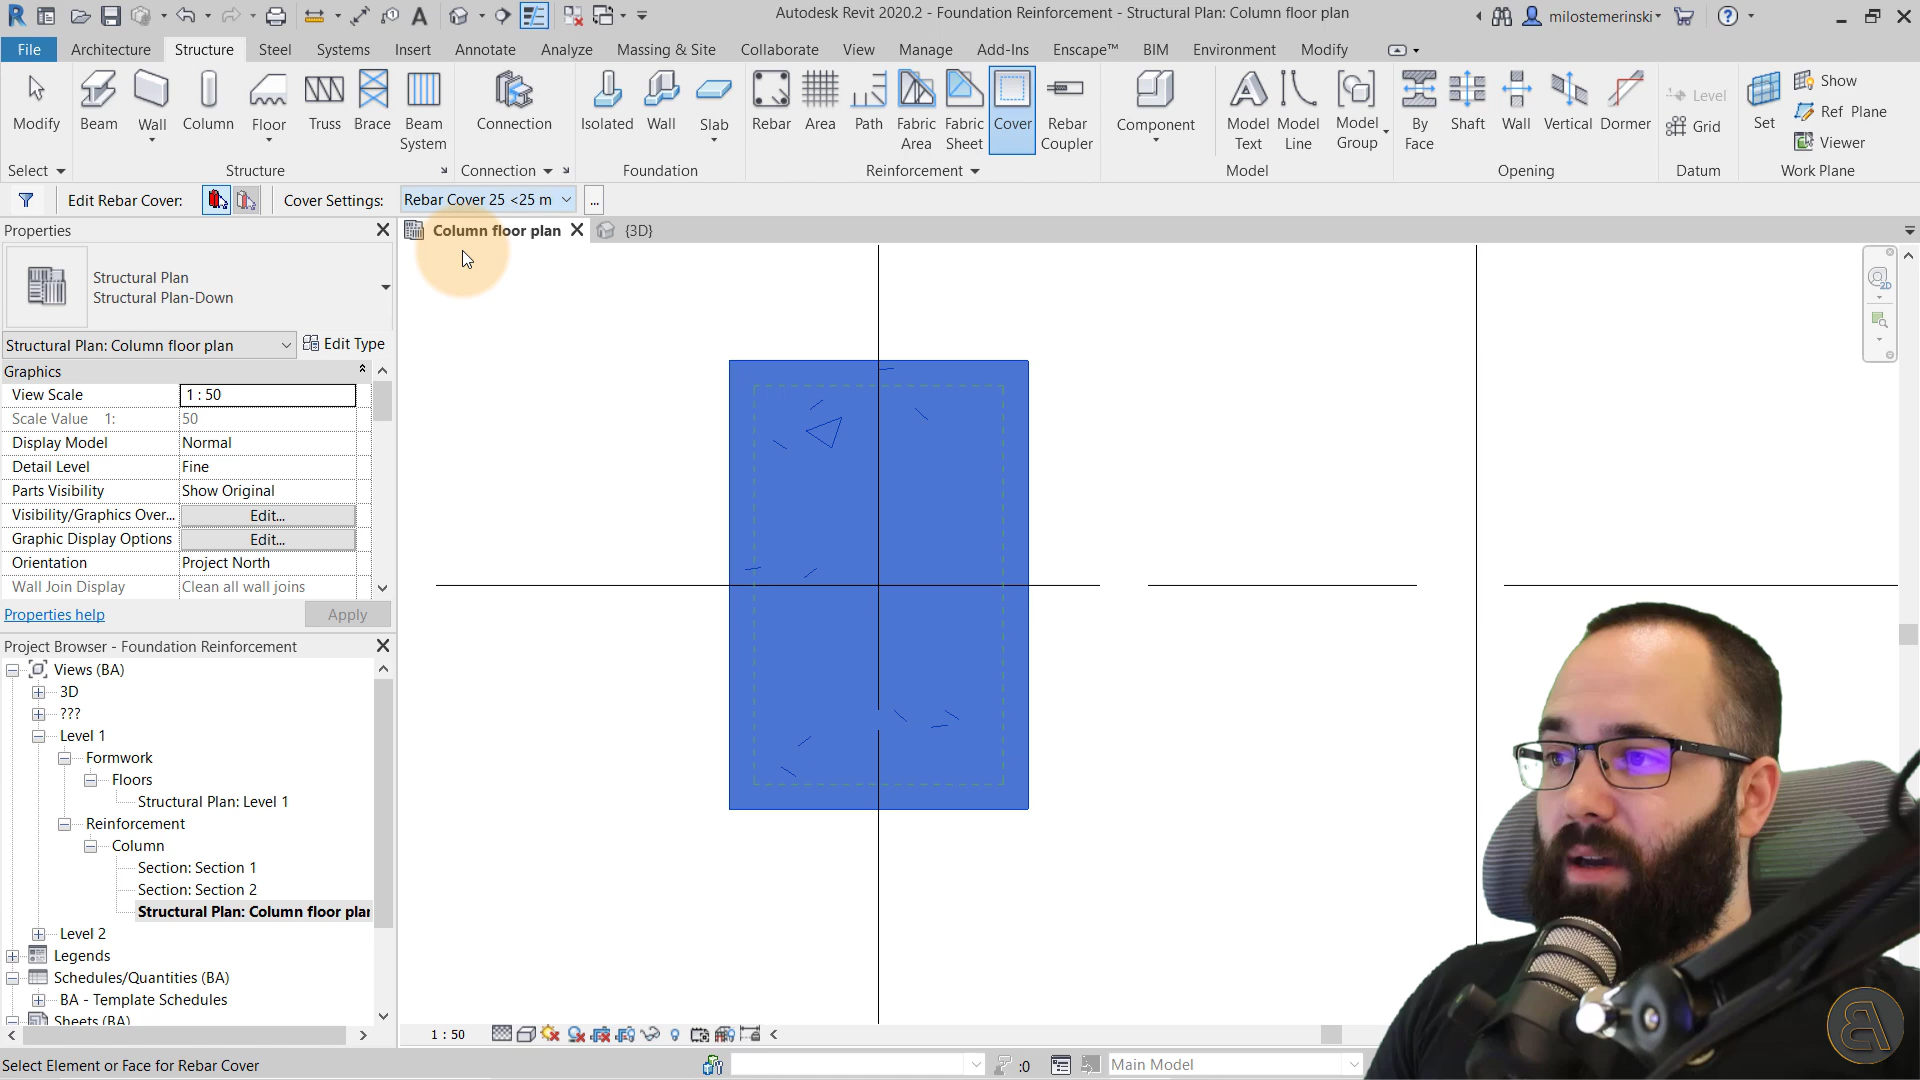 Autodesk Revit 2020.2 - Foundation Reinforcement - Structural Plan: Column floor plan
milostemerinski
File Architecture Structure Steel Systems Insert Annotate Analyze Massing & Site Collaborate View Manage Add-Ins Enscape™ BIM Environment Modify
Modify Beam Wall Column Floor Truss Brace Beam System Connection Isolated Wall Slab Rebar Area Path Fabric Area Fabric Sheet Cover Rebar Coupler Component Model Text Model Line Model Group By Face Shaft Wall Vertical Dormer Level Grid Set Show Ref Plane Viewer
Select Structure Connection Foundation Reinforcement Model Opening Datum Work Plane
Edit Rebar Cover: Cover Settings: Rebar Cover 25 <25 m ...
Properties
Column floor plan {3D}
Structural Plan
Structural Plan-Down
Structural Plan: Column floor plan Edit Type
Graphics
View Scale 1 : 50
Scale Value 1: 50
Display Model Normal
Detail Level Fine
Parts Visibility Show Original
Visibility/Graphics Over... Edit...
Graphic Display Options Edit...
Orientation Project North
Wall Join Display Clean all wall joins
Properties help Apply
Project Browser - Foundation Reinforcement
Views (BA)
3D
???
Level 1
Formwork
Floors
Structural Plan: Level 1
Reinforcement
Column
Section: Section 1
Section: Section 2
Structural Plan: Column floor plan
Level 2
Legends
Schedules/Quantities (BA)
BA - Template Schedules
Sheets (BA)
1 : 50
Select Element or Face for Rebar Cover
:0 Main Model
2D